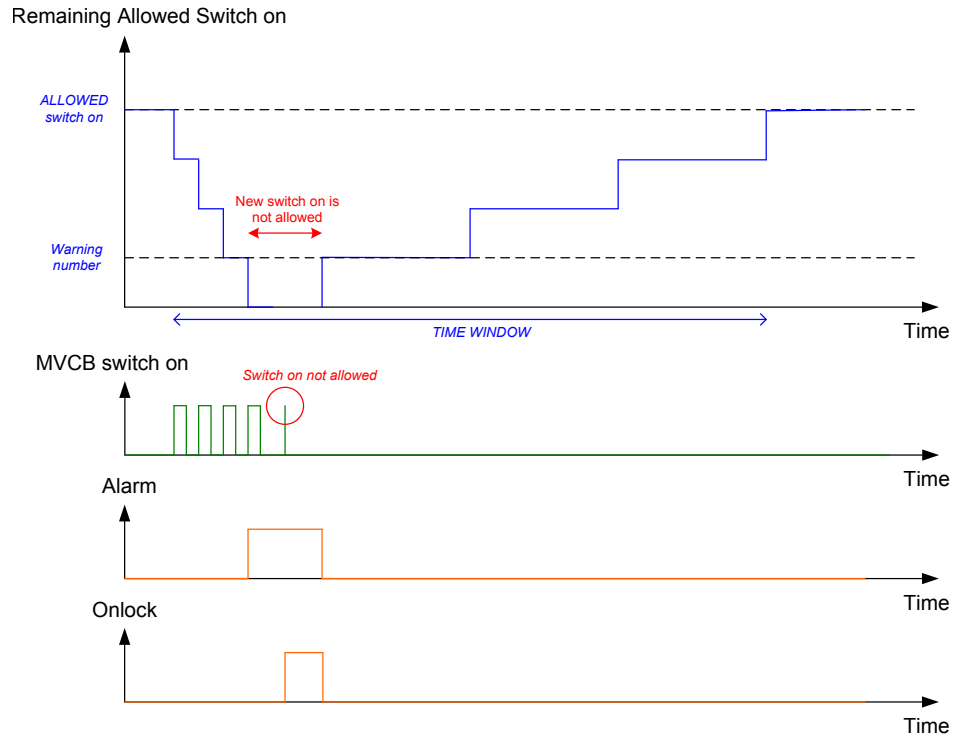 Remaining Allowed Switch on
ALLOWED
switch on
New switch on is
not allowed
Warning
number
TIME WINDOW
Time
MVCB switch on
Switch on not allowed
Time
Alarm
Time
Onlock
Time